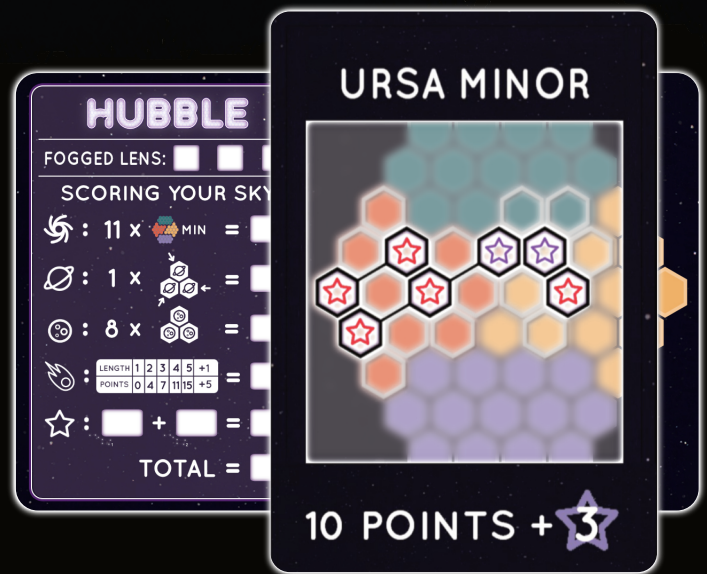 HUBBLE
FOGGED LENS:
SCORING YOUR SKY
: 11 x MIN =
: 1 x =
: 8 x =
: LENGTH 1 2 3 4 5 +1
POINTS 0 4 7 11 15 +5 =
: + =
TOTAL =
URSA MINOR
10 POINTS + 3